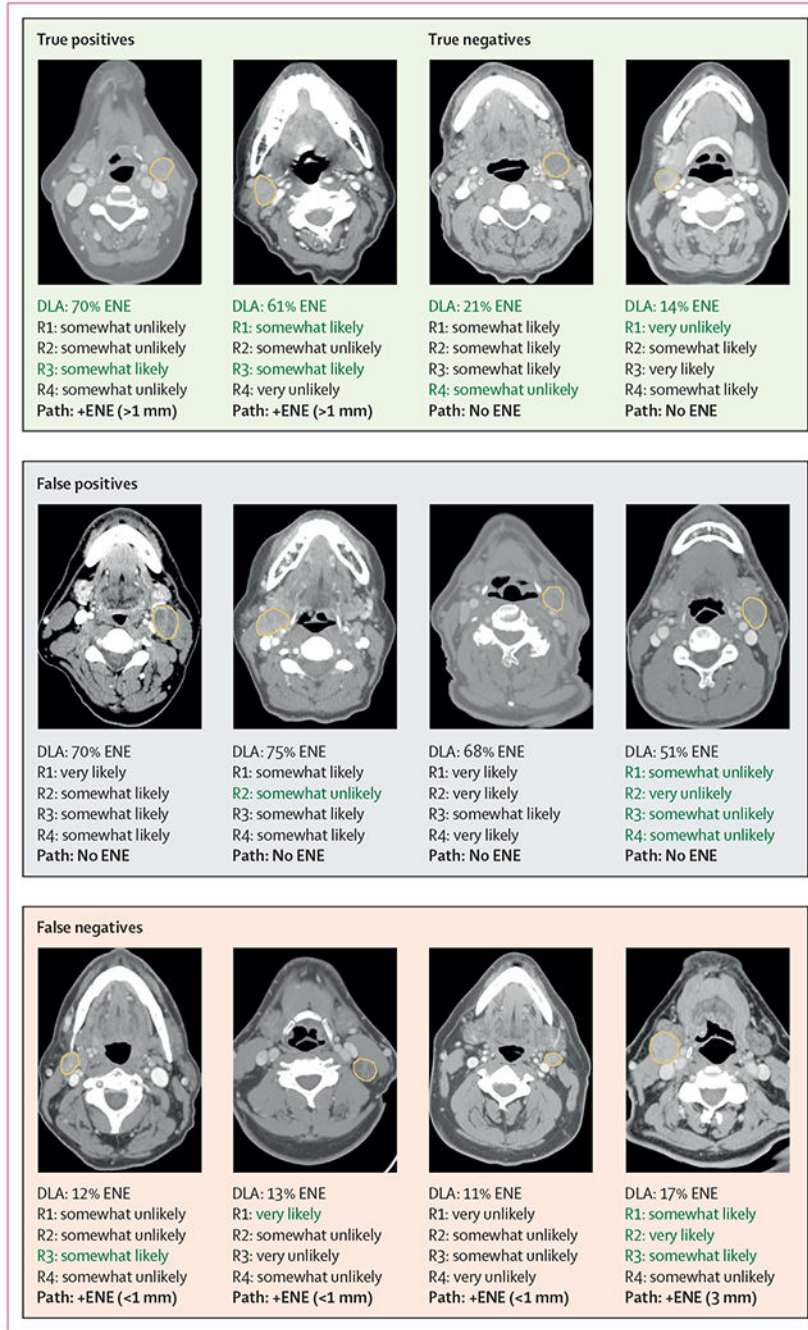 True positives
True negatives
DLA: 70% ENE
R1: somewhat unlikely
R2: somewhat unlikely
R3: somewhat likely
R4: somewhat unlikely
Path: +ENE (>1 mm)
DLA: 61% ENE
R1: somewhat likely
R2: somewhat unlikely
R3: somewhat likely
R4: very unlikely
Path: +ENE (>1 mm)
DLA: 21% ENE
R1: somewhat likely
R2: somewhat likely
R3: somewhat likely
R4: somewhat unlikely
Path: No ENE
DLA: 14% ENE
R1: very unlikely
R2: somewhat likely
R3: very likely
R4: somewhat likely
Path: No ENE
False positives
DLA: 70% ENE
R1: very likely
R2: somewhat likely
R3: somewhat likely
R4: somewhat likely
Path: No ENE
DLA: 75% ENE
R1: somewhat likely
R2: somewhat unlikely
R3: somewhat likely
R4: somewhat likely
Path: No ENE
DLA: 68% ENE
R1: very likely
R2: very likely
R3: somewhat likely
R4: very likely
Path: No ENE
DLA: 51% ENE
R1: somewhat unlikely
R2: very unlikely
R3: somewhat unlikely
R4: somewhat unlikely
Path: No ENE
False negatives
DLA: 12% ENE
R1: somewhat unlikely
R2: somewhat unlikely
R3: somewhat likely
R4: somewhat unlikely
Path: +ENE (<1 mm)
DLA: 13% ENE
R1: very likely
R2: somewhat unlikely
R3: very unlikely
R4: somewhat unlikely
Path: +ENE (<1 mm)
DLA: 11% ENE
R1: very unlikely
R2: somewhat unlikely
R3: somewhat unlikely
R4: very unlikely
Path: +ENE (<1 mm)
DLA: 17% ENE
R1: somewhat likely
R2: very likely
R3: somewhat likely
R4: somewhat unlikely
Path: +ENE (3 mm)